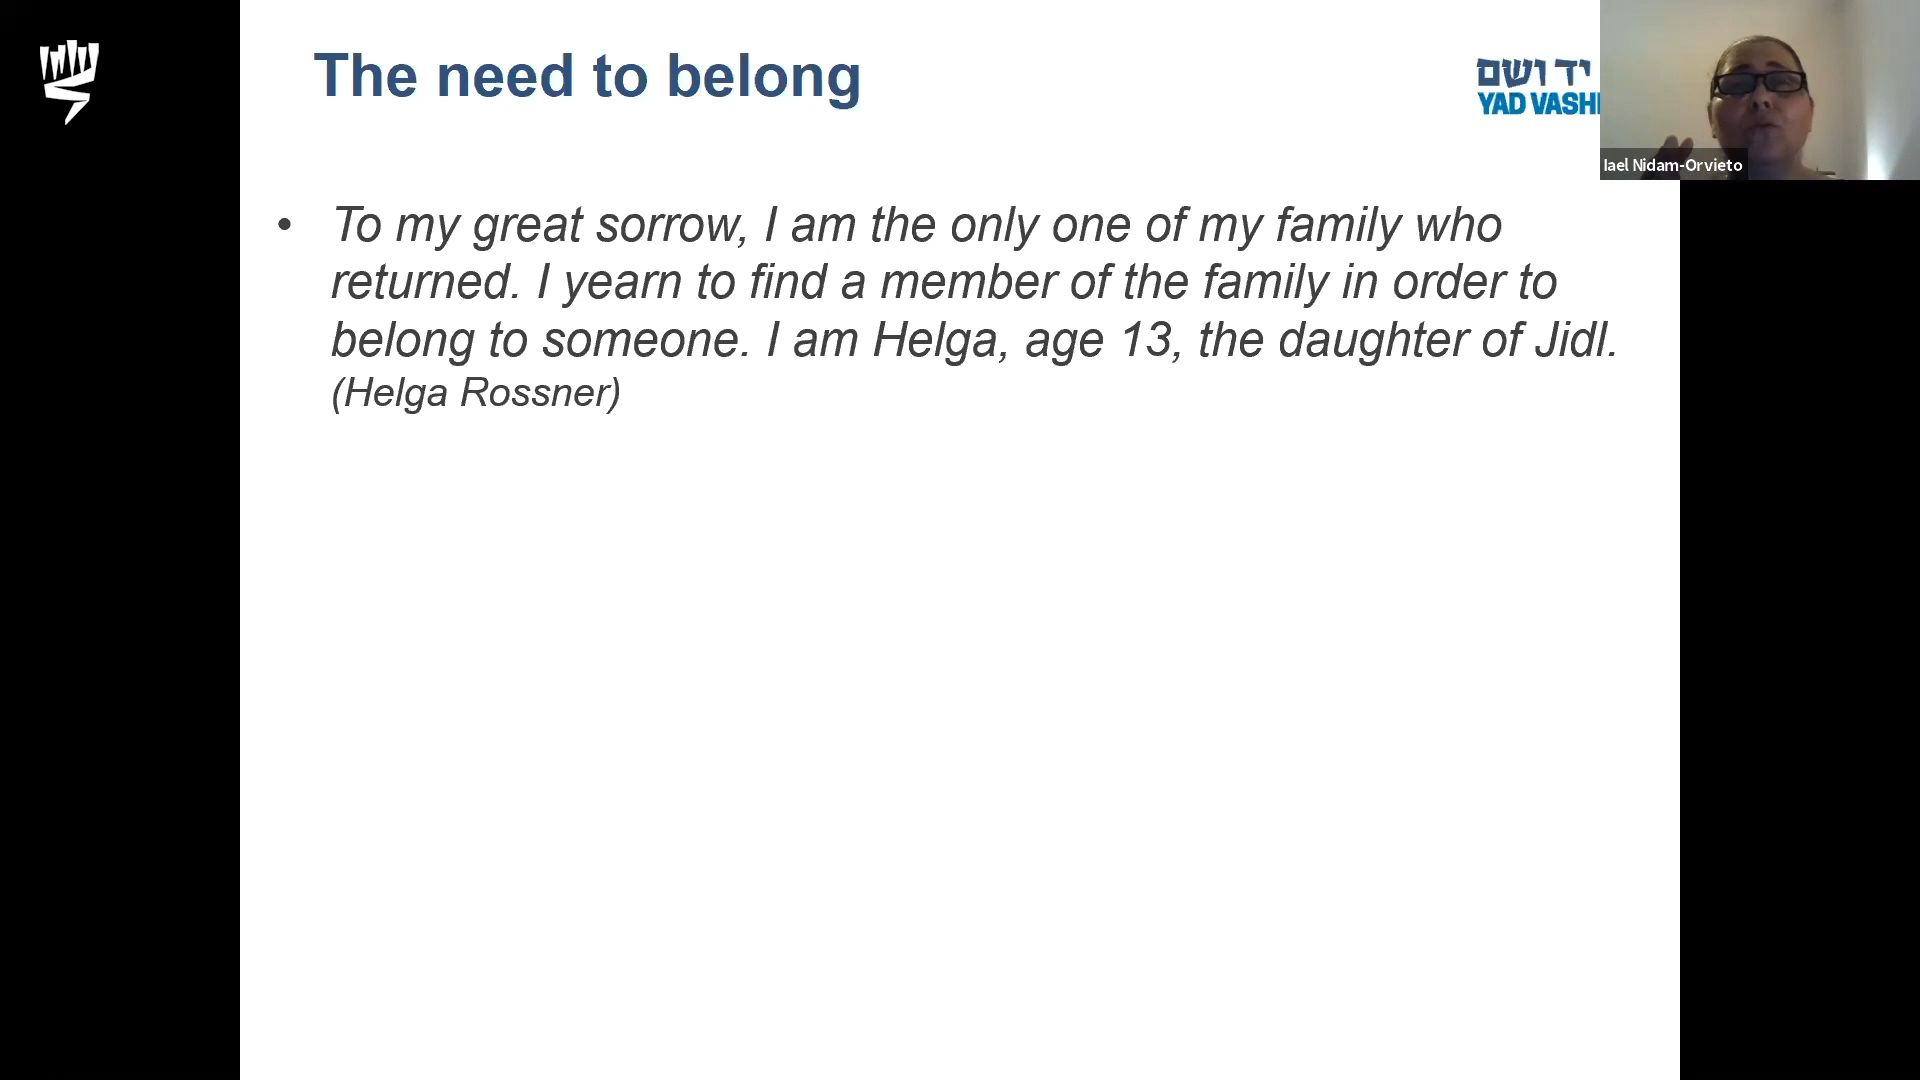 The need to belong
יד ושם
YAD VASH
Iael Nidam-Orvieto
• To my great sorrow, I am the only one of my family who
returned. I yearn to find a member of the family in order to
belong to someone. I am Helga, age 13, the daughter of Jidl.
(Helga Rossner)